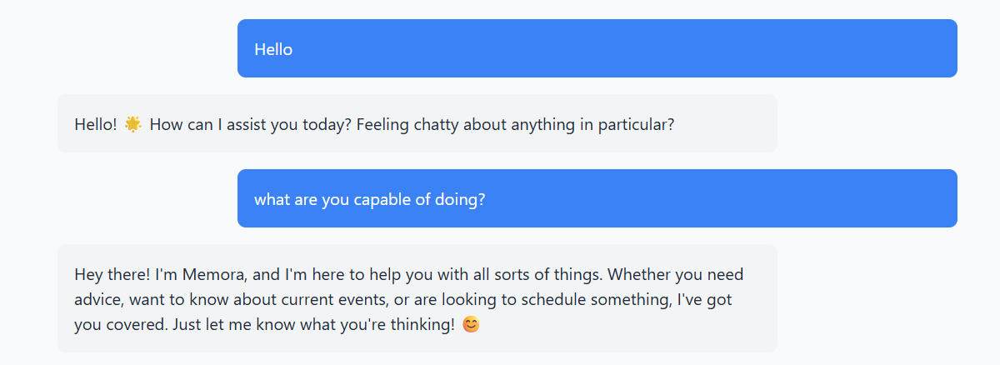 Hello
Hello! 🌟 How can I assist you today? Feeling chatty about anything in particular?
what are you capable of doing?
Hey there! I'm Memora, and I'm here to help you with all sorts of things. Whether you need
advice, want to know about current events, or are looking to schedule something, I've got
you covered. Just let me know what you're thinking! 😊